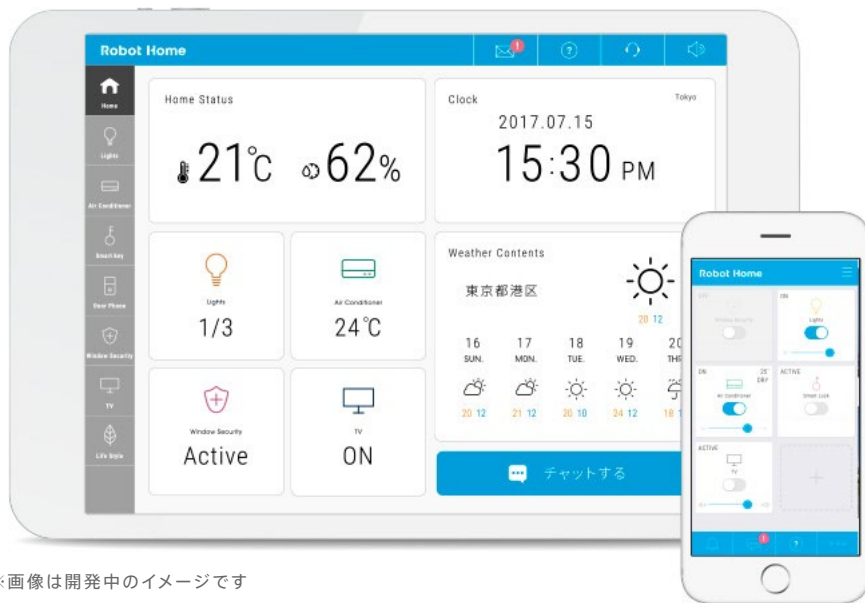 Robot Home
Home
Lights
Air Conditioner
Smart Key
Door Phone
Window Security
TV
Life Style
Home Status
21℃
62%
Clock
Tokyo
2017.07.15
15:30 PM
Lights
1/3
Air Conditioner
24℃
Window Security
Active
TV
ON
Weather Contents
東京都港区
20 12
16 17 18 19
SUN. MON. TUE. WED.
20 12 21 12 20 10 24 12 18
チャットする
Robot Home
OFF
Window Security
ON
Lights
ON
25°
DRY
Air Conditioner
ACTIVE
Smart Lock
ACTIVE
TV
※画像は開発中のイメージです